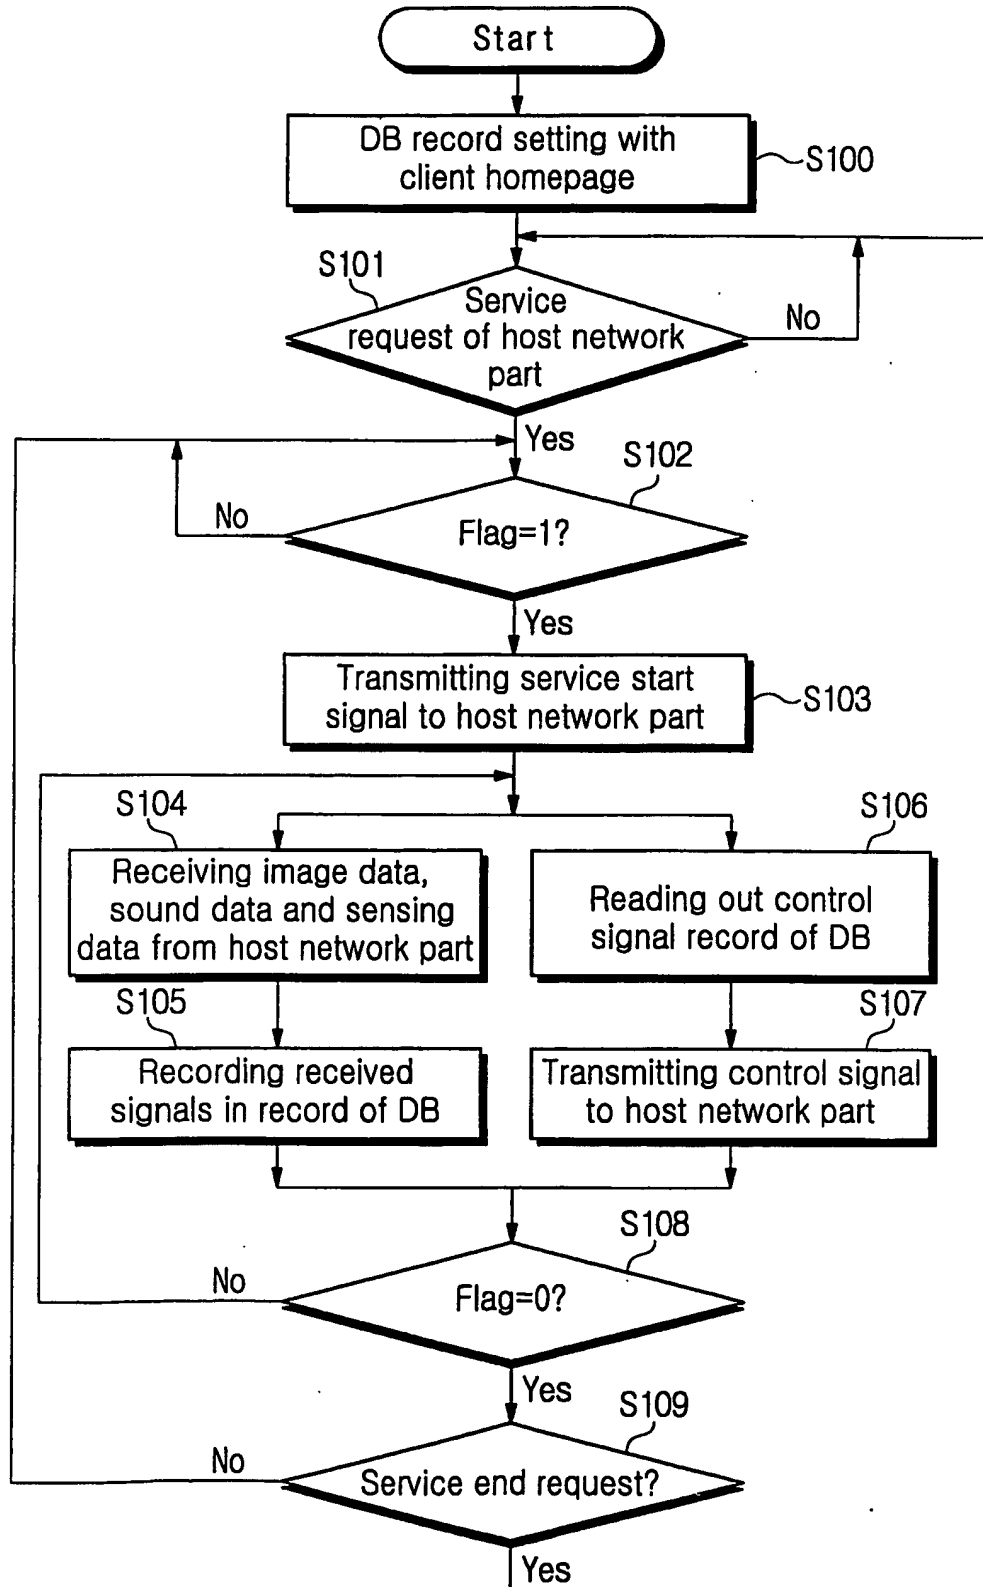 Start
DB record setting with
client homepage
S100
S101
Service
request of host network
part
No
Yes
S102
No
Flag=1?
Yes
Transmitting service start
signal to host network part
S103
S104
S106
Receiving image data,
sound data and sensing
data from host network part
Reading out control
signal record of DB
S105
S107
Recording received
signals in record of DB
Transmitting control signal
to host network part
S108
No
Flag=0?
Yes
S109
No
Service end request?
Yes